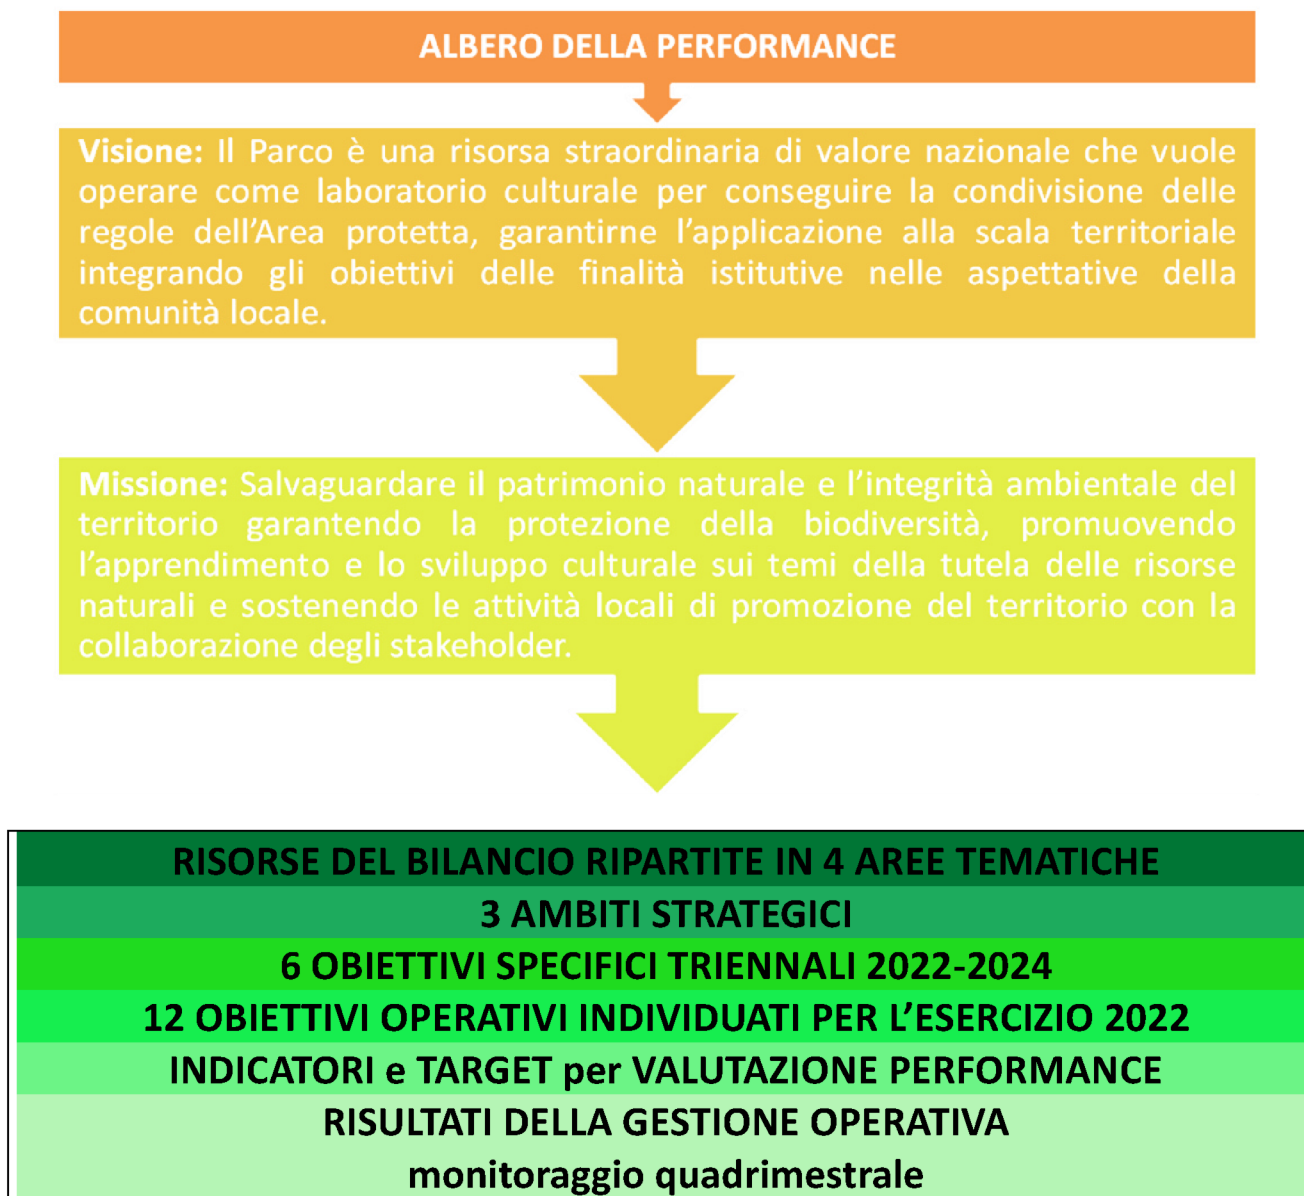 ALBERO DELLA PERFORMANCE
Visione: Il Parco è una risorsa straordinaria di valore nazionale che vuole
operare come laboratorio culturale per conseguire la condivisione delle
regole dell'Area protetta, garantirne l'applicazione alla scala territoriale
integrando gli obiettivi delle finalità istitutive nelle aspettative della
comunità locale.
Missione: Salvaguardare il patrimonio naturale e l'integrità ambientale del
territorio garantendo la protezione della biodiversità, promuovendo
l'apprendimento e lo sviluppo culturale sui temi della tutela delle risorse
naturali e sostenendo le attività locali di promozione del territorio con la
collaborazione degli stakeholder.
RISORSE DEL BILANCIO RIPARTITE IN 4 AREE TEMATICHE
3 AMBITI STRATEGICI
6 OBIETTIVI SPECIFICI TRIENNALI 2022-2024
12 OBIETTIVI OPERATIVI INDIVIDUATI PER L'ESERCIZIO 2022
INDICATORI e TARGET per VALUTAZIONE PERFORMANCE
RISULTATI DELLA GESTIONE OPERATIVA
monitoraggio quadrimestrale